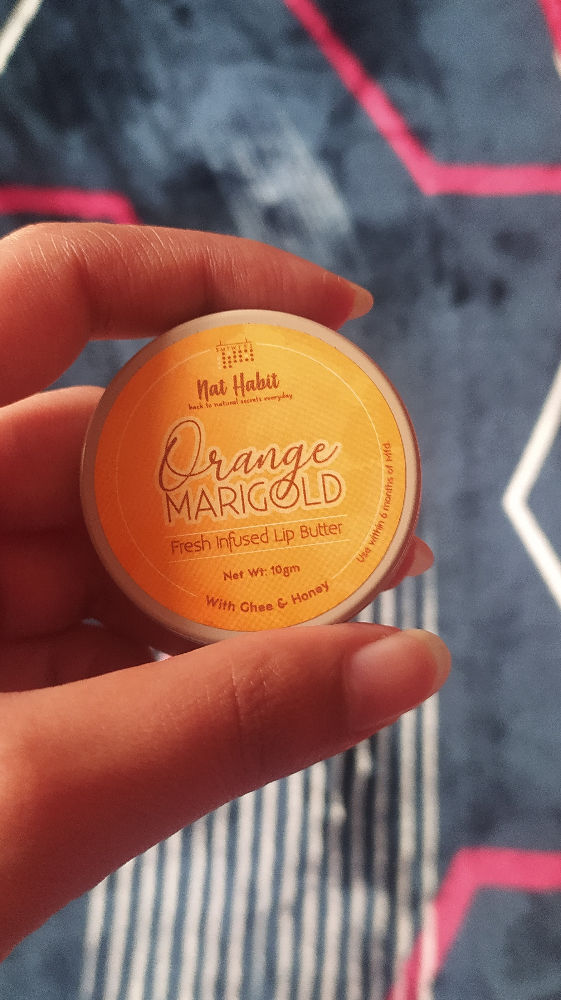 Nat Habit
back to natural secrets everyday
Orange
MARIGOLD
Fresh Infused Lip Butter
Net Wt: 10gm
With Ghee & Honey
Use within 6 months of Mfd